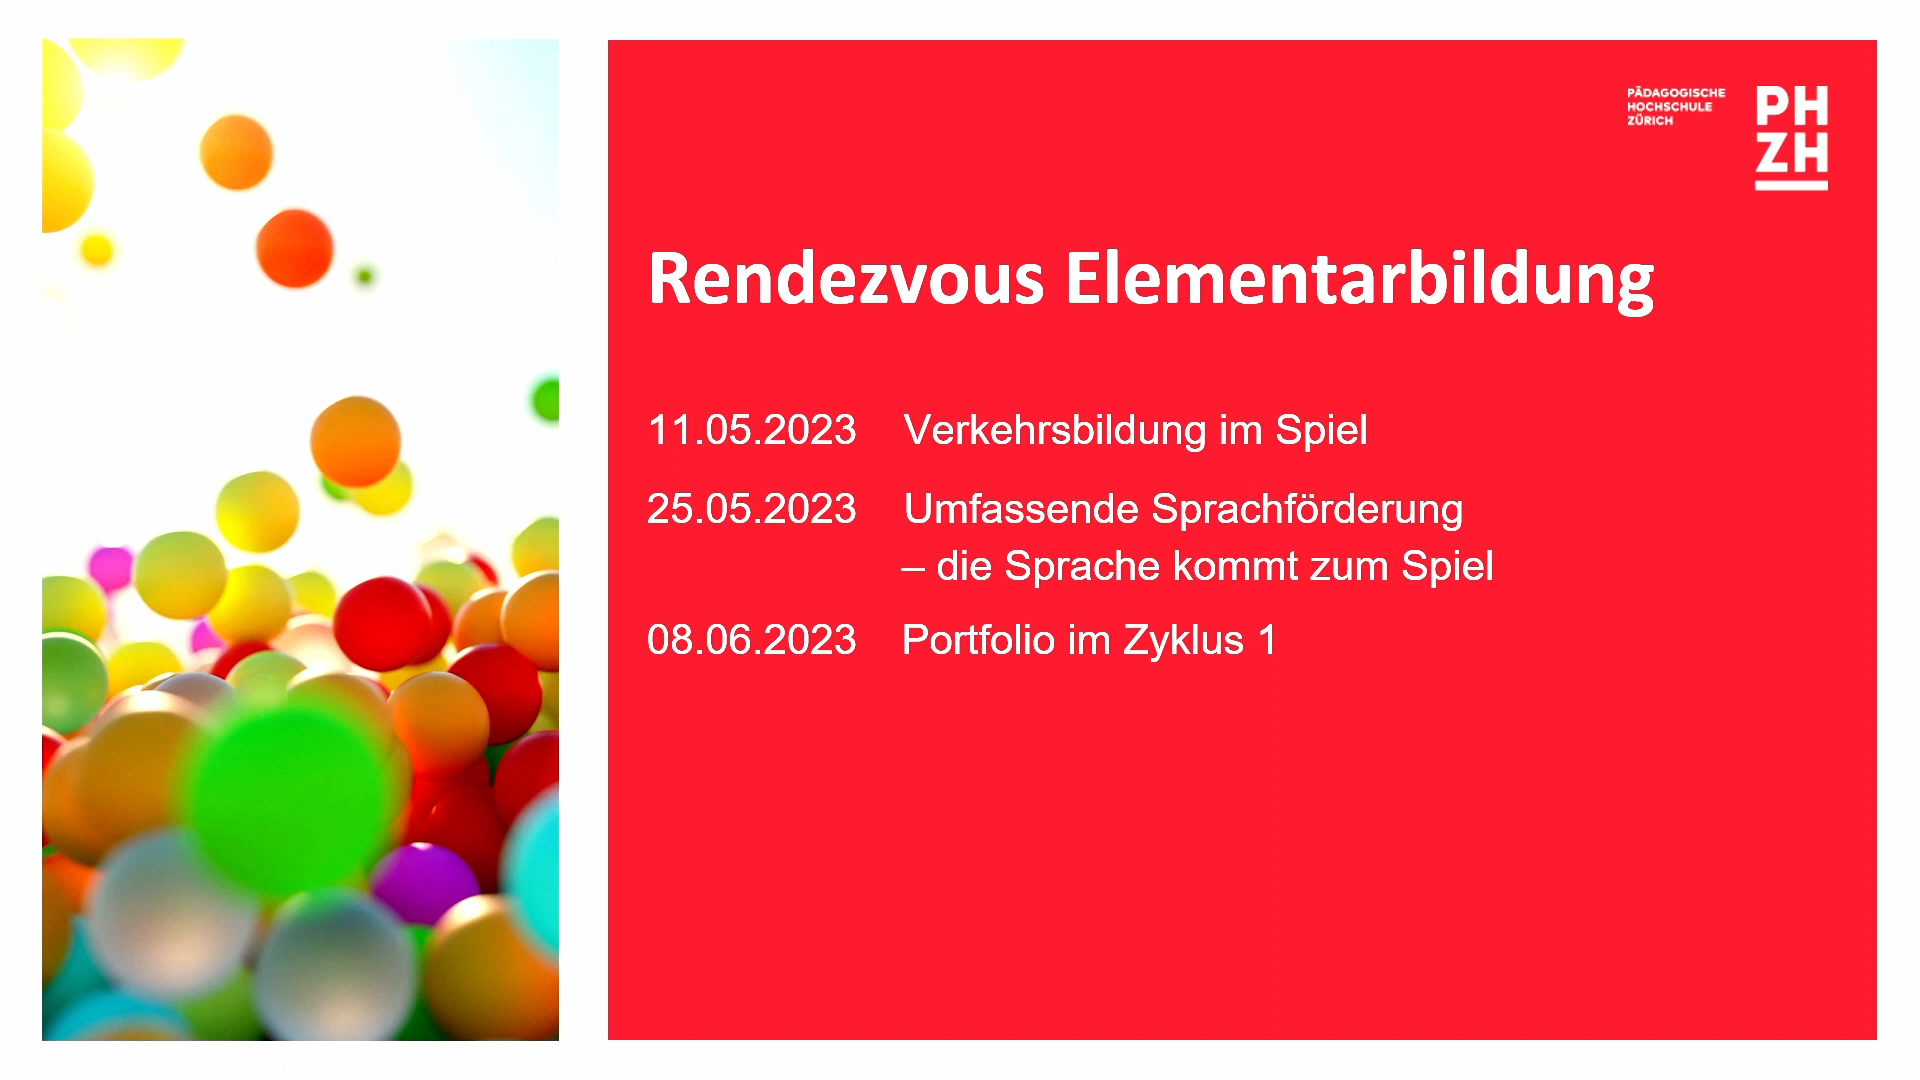 PÄDAGOGISCHE
HOCHSCHULE
ZÜRICH
PH
ZH
Rendezvous Elementarbildung
11.05.2023 Verkehrsbildung im Spiel
25.05.2023 Umfassende Sprachförderung
– die Sprache kommt zum Spiel
08.06.2023 Portfolio im Zyklus 1